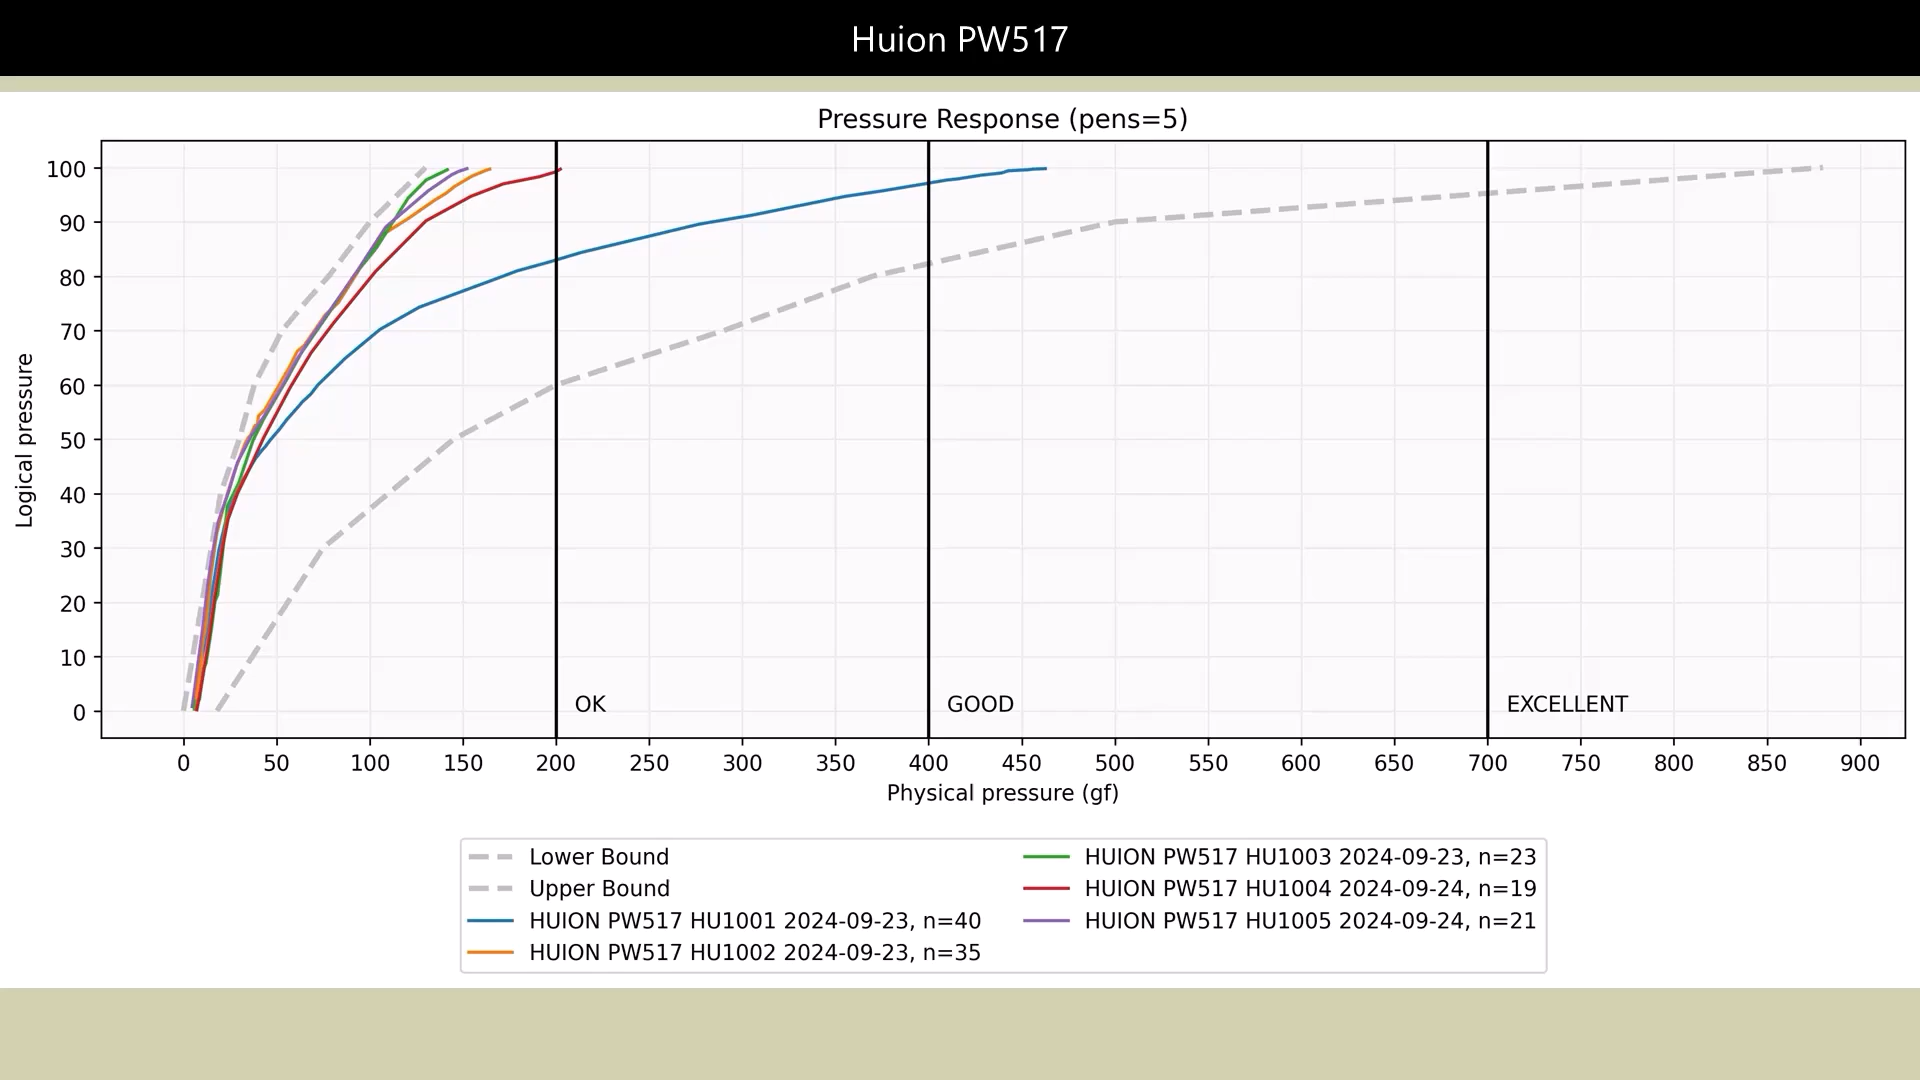 Huion PW517
Pressure Response (pens=5)
100
90
80
70
60
50
40
30
20
10
0
Logical pressure
OK
GOOD
EXCELLENT
0 50 100 150 200 250 300 350 400 450 500 550 600 650 700 750 800 850 900
Physical pressure (gf)
Lower Bound
Upper Bound
HUION PW517 HU1001 2024-09-23, n=40
HUION PW517 HU1002 2024-09-23, n=35
HUION PW517 HU1003 2024-09-23, n=23
HUION PW517 HU1004 2024-09-24, n=19
HUION PW517 HU1005 2024-09-24, n=21